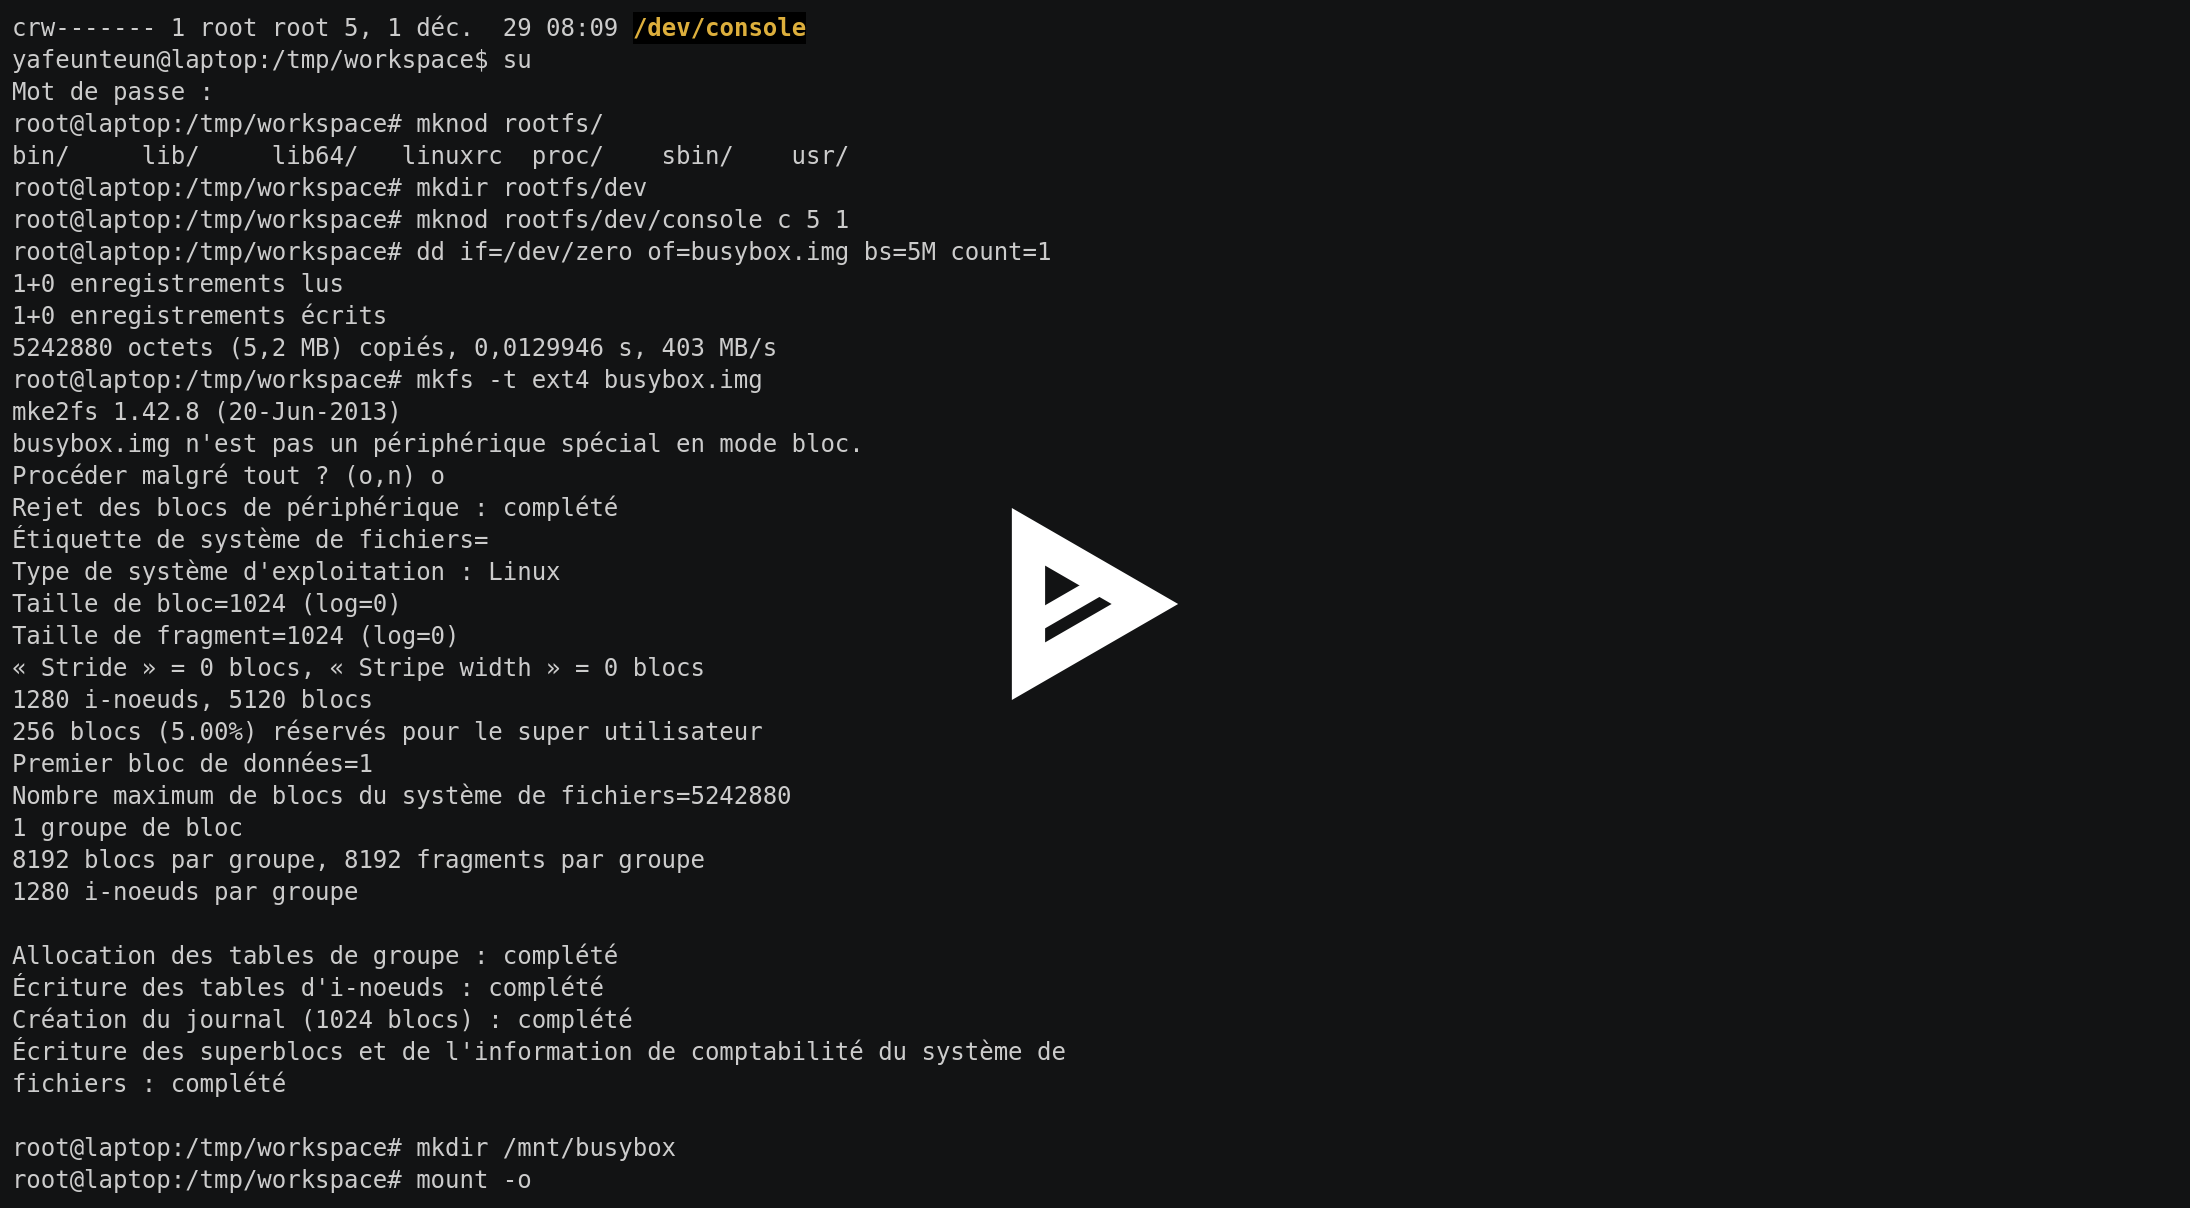 crw------- 1 root root 5, 1 déc.  29 08:09 /dev/console
yafeunteun@laptop:/tmp/workspace$ su
Mot de passe :
root@laptop:/tmp/workspace# mknod rootfs/
bin/     lib/     lib64/   linuxrc  proc/    sbin/    usr/
root@laptop:/tmp/workspace# mkdir rootfs/dev
root@laptop:/tmp/workspace# mknod rootfs/dev/console c 5 1
root@laptop:/tmp/workspace# dd if=/dev/zero of=busybox.img bs=5M count=1
1+0 enregistrements lus
1+0 enregistrements écrits
5242880 octets (5,2 MB) copiés, 0,0129946 s, 403 MB/s
root@laptop:/tmp/workspace# mkfs -t ext4 busybox.img
mke2fs 1.42.8 (20-Jun-2013)
busybox.img n'est pas un périphérique spécial en mode bloc.
Procéder malgré tout ? (o,n) o
Rejet des blocs de périphérique : complété
Étiquette de système de fichiers=
Type de système d'exploitation : Linux
Taille de bloc=1024 (log=0)
Taille de fragment=1024 (log=0)
« Stride » = 0 blocs, « Stripe width » = 0 blocs
1280 i-noeuds, 5120 blocs
256 blocs (5.00%) réservés pour le super utilisateur
Premier bloc de données=1
Nombre maximum de blocs du système de fichiers=5242880
1 groupe de bloc
8192 blocs par groupe, 8192 fragments par groupe
1280 i-noeuds par groupe

Allocation des tables de groupe : complété
Écriture des tables d'i-noeuds : complété
Création du journal (1024 blocs) : complété
Écriture des superblocs et de l'information de comptabilité du système de
fichiers : complété

root@laptop:/tmp/workspace# mkdir /mnt/busybox
root@laptop:/tmp/workspace# mount -o